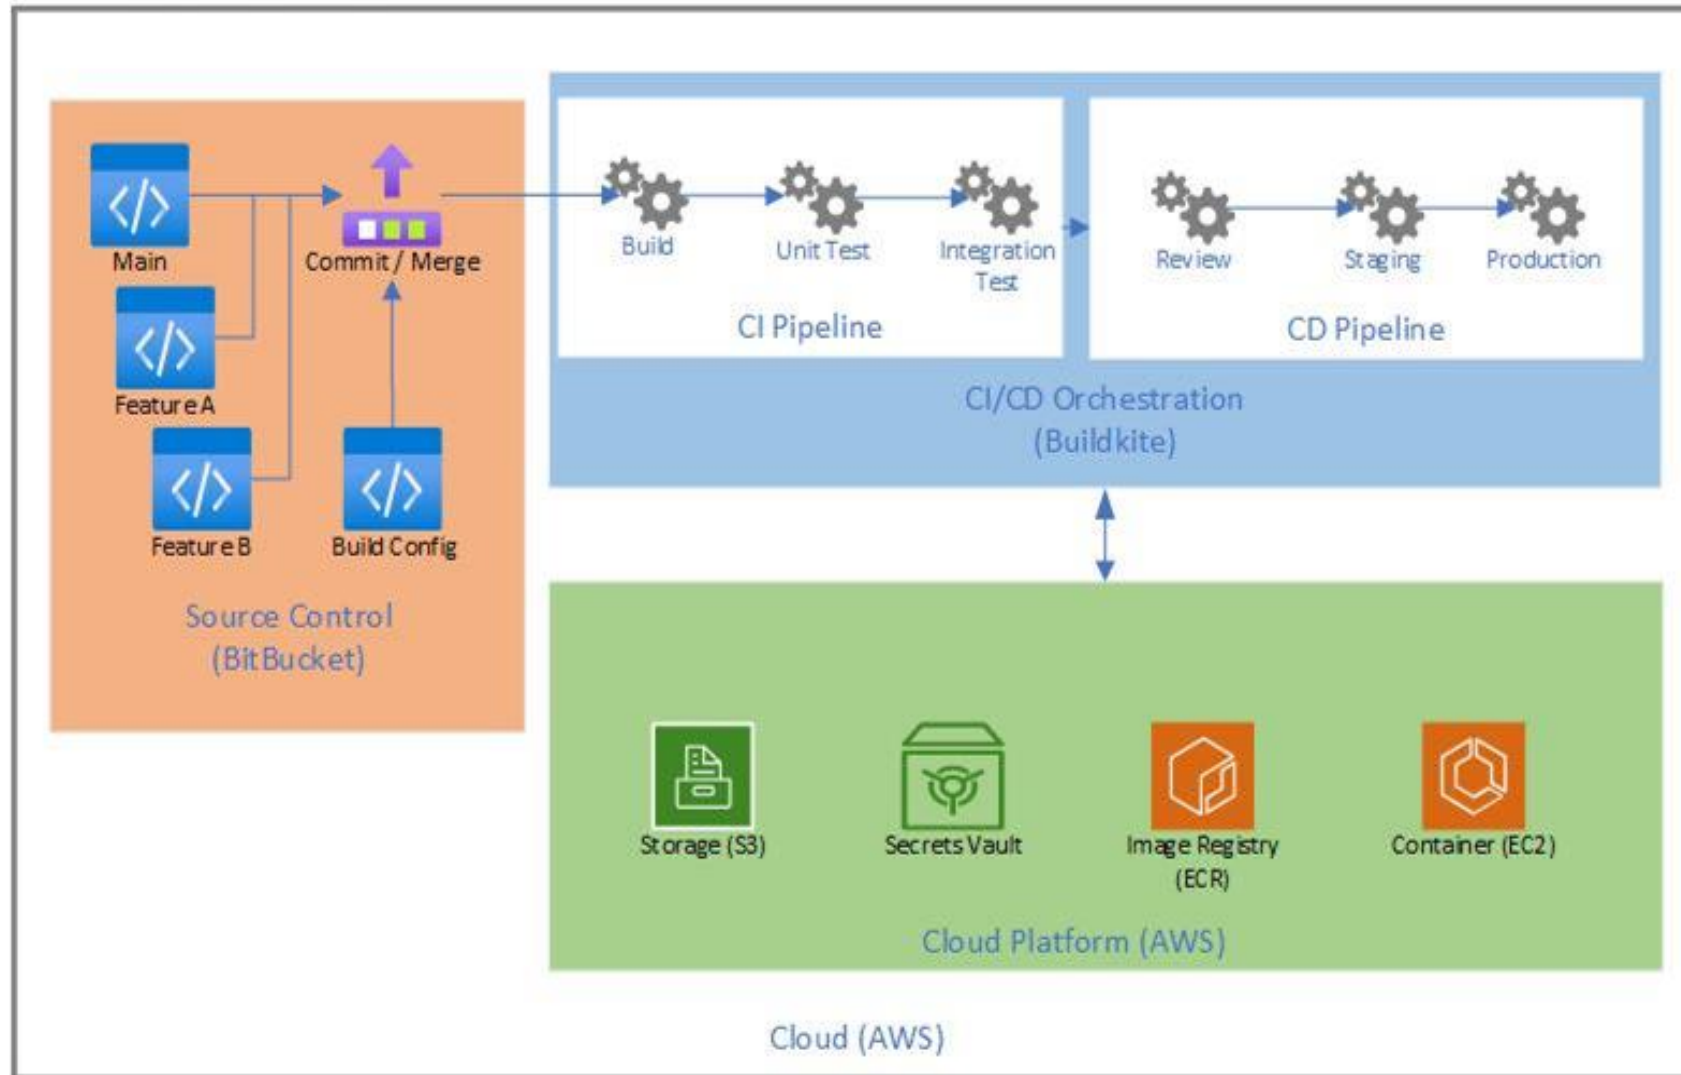 Main
Commit / Merge
Feature A
Feature B
Build Config
Source Control
(BitBucket)
Build
Unit Test
Integration
Test
CI Pipeline
Review
Staging
Production
CD Pipeline
CI/CD Orchestration
(Buildkite)
Storage (S3)
Secrets Vault
Image Registry
(ECR)
Container (EC2)
Cloud Platform (AWS)
Cloud (AWS)